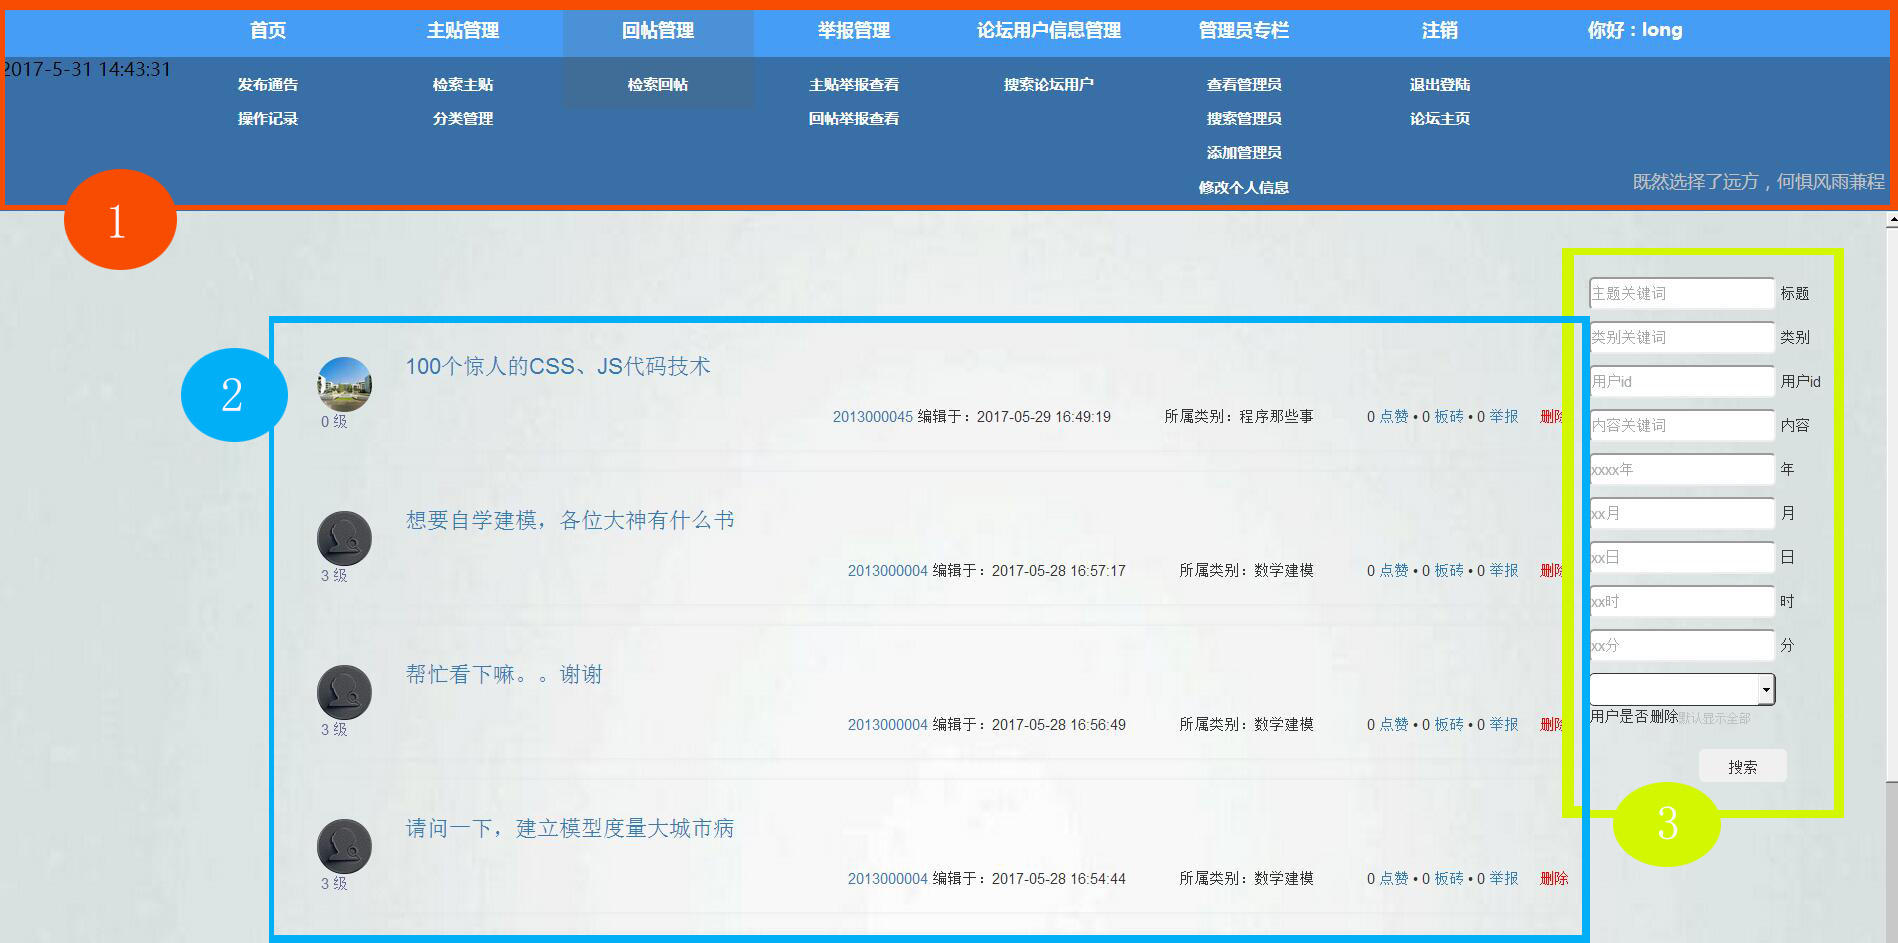 首页 主贴管理 回帖管理 举报管理 论坛用户信息管理 管理员专栏 注销 你好：long
2017-5-31 14:43:31
发布通告 检索主贴 检索回帖 主贴举报查看 搜索论坛用户 查看管理员 退出登陆
操作记录 分类管理 回帖举报查看 搜索管理员 论坛主页
添加管理员
修改个人信息
既然选择了远方，何惧风雨兼程
1
2
100个惊人的CSS、JS代码技术
0 级
2013000045 编辑于：2017-05-29 16:49:19 所属类别：程序那些事 0 点赞 • 0 板砖 • 0 举报 删除
想要自学建模，各位大神有什么书
3 级
2013000004 编辑于：2017-05-28 16:57:17 所属类别：数学建模 0 点赞 • 0 板砖 • 0 举报 删除
帮忙看下嘛。。谢谢
3 级
2013000004 编辑于：2017-05-28 16:56:49 所属类别：数学建模 0 点赞 • 0 板砖 • 0 举报 删除
请问一下，建立模型度量大城市病
3 级
2013000004 编辑于：2017-05-28 16:54:44 所属类别：数学建模 0 点赞 • 0 板砖 • 0 举报 删除
主题关键词 标题
类别关键词 类别
用户id 用户id
内容关键词 内容
xxxx年 年
xx月 月
xx日 日
xx时 时
xx分 分
用户是否删除默认显示全部
搜索
3